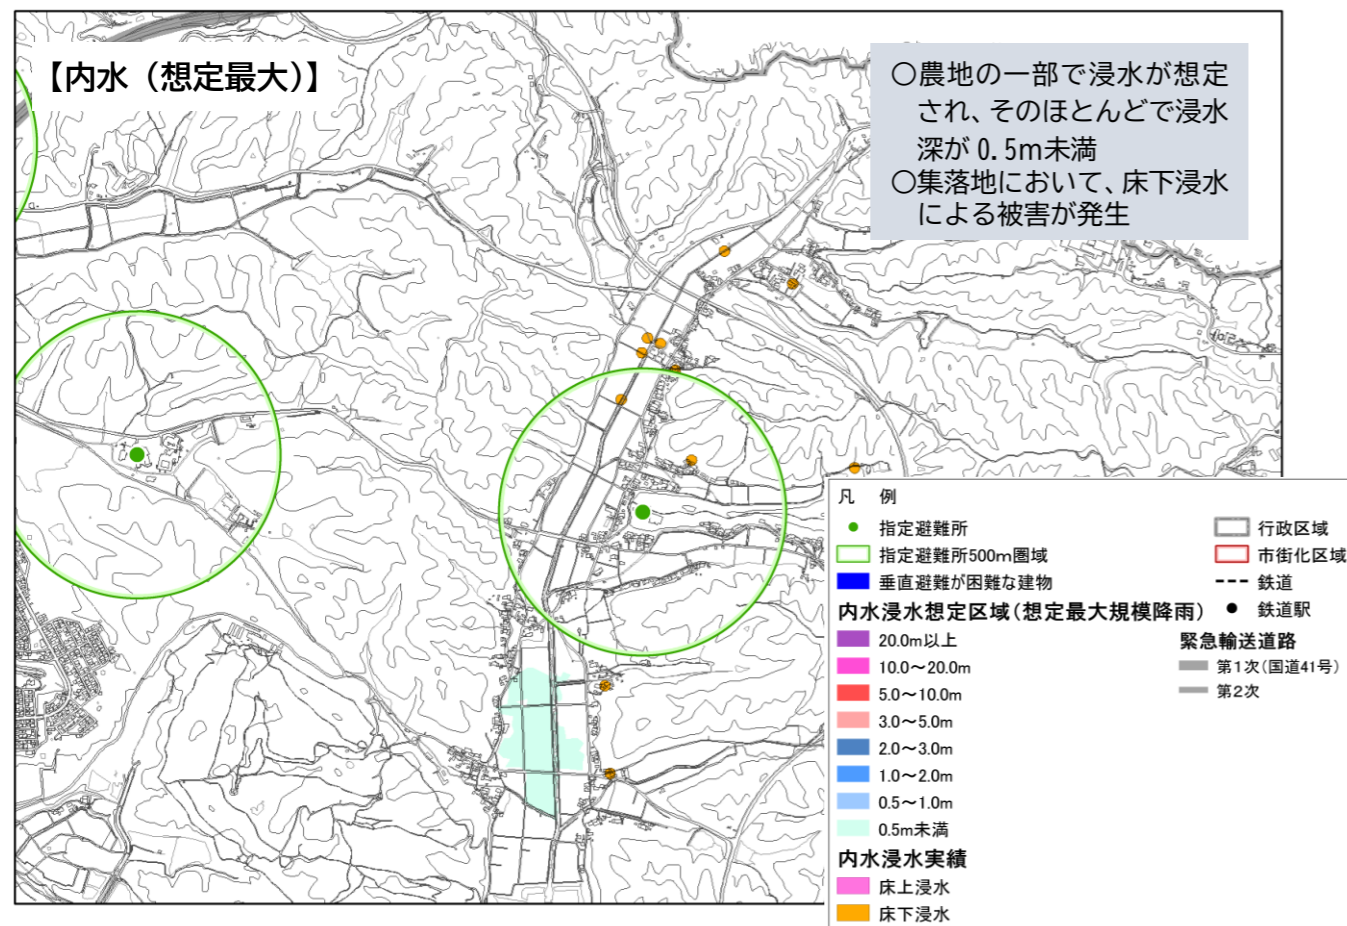 【内水（想定最大）】
○農地の一部で浸水が想定
され、そのほとんどで浸水
深が0.5m未満
○集落地において、床下浸水
による被害が発生
凡 例
指定避難所
指定避難所500m圏域
垂直避難が困難な建物
内水浸水想定区域（想定最大規模降雨）
20.0m以上
10.0～20.0m
5.0～10.0m
3.0～5.0m
2.0～3.0m
1.0～2.0m
0.5～1.0m
0.5m未満
内水浸水実績
床上浸水
床下浸水
行政区域
市街化区域
鉄道
鉄道駅
緊急輸送道路
第1次（国道41号）
第2次